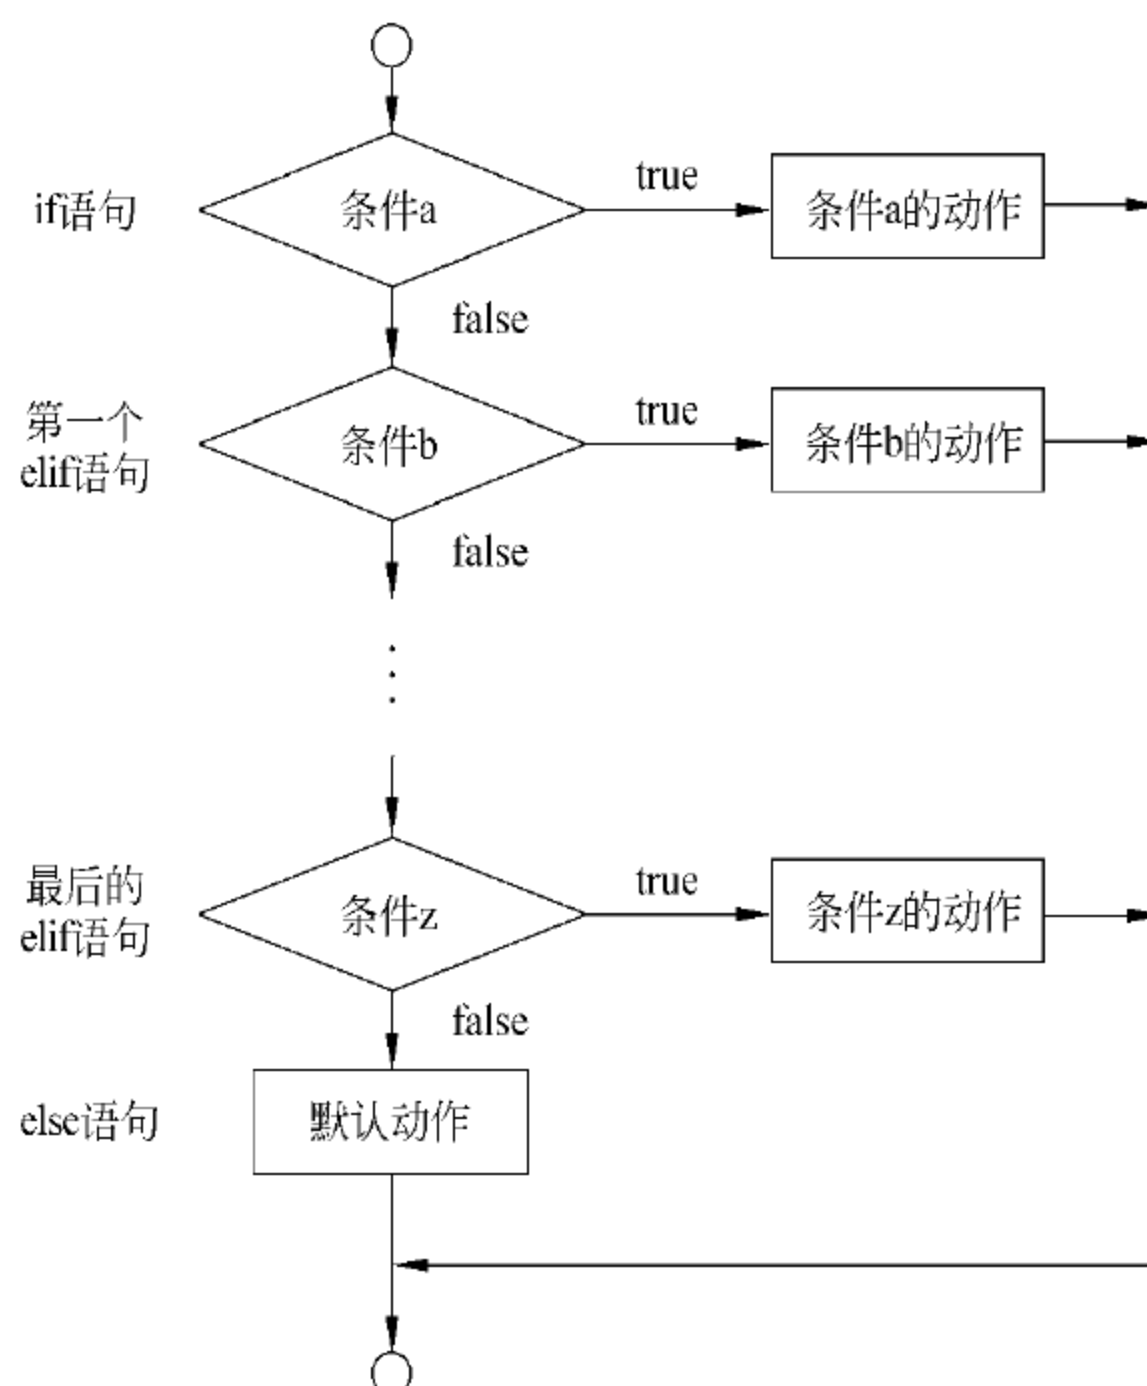 if语句
条件a
true
条件a的动作
false
第一个
elif语句
条件b
true
条件b的动作
false
最后的
elif语句
条件z
true
条件z的动作
false
else语句
默认动作